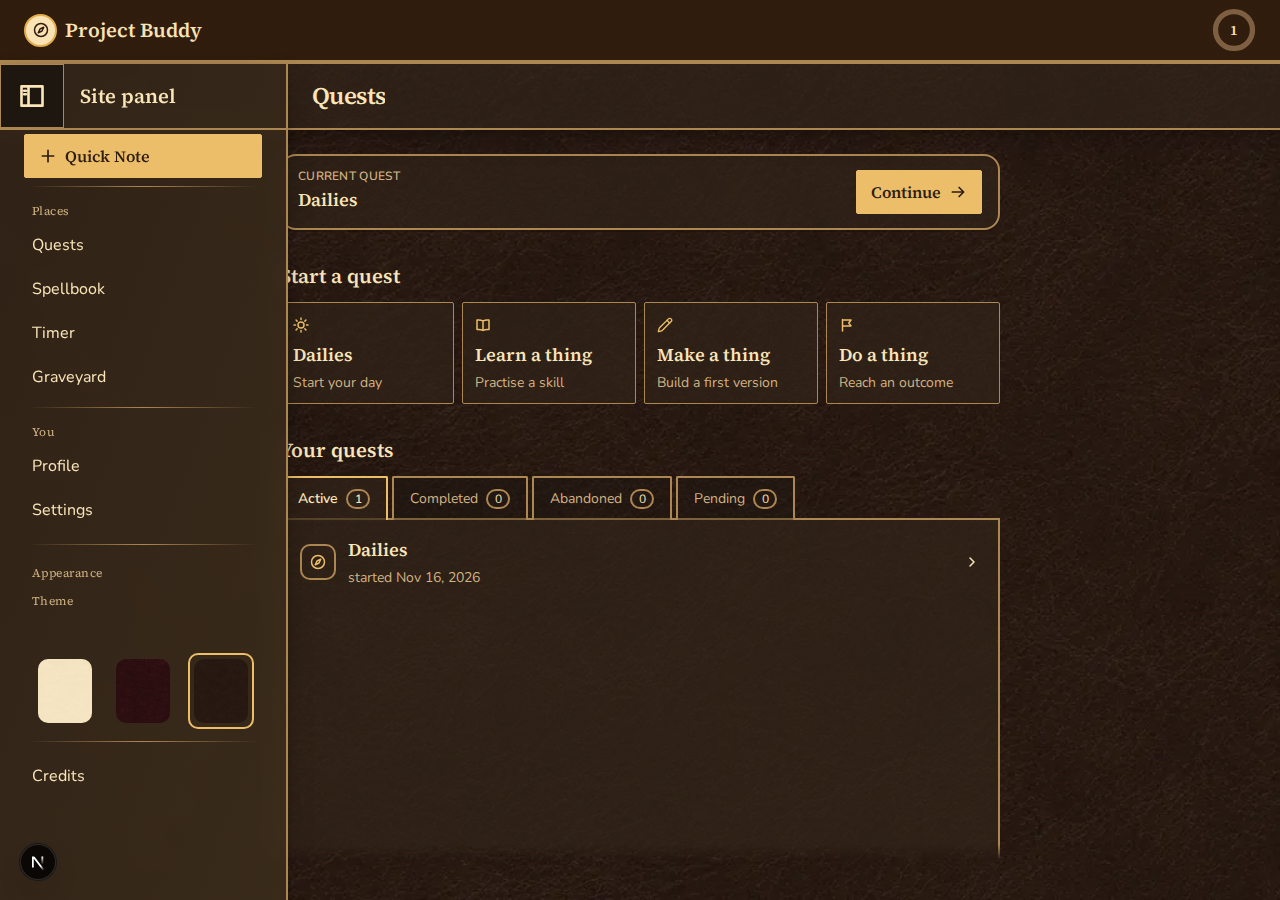 Project Buddy
1
Site panel
Quests
Quick Note
CURRENT QUEST
Dailies
Continue
Places
Quests
Spellbook
Timer
Graveyard
Start a quest
Dailies
Start your day
Learn a thing
Practise a skill
Make a thing
Build a first version
Do a thing
Reach an outcome
You
Profile
Settings
Your quests
Active 1
Completed 0
Abandoned 0
Pending 0
Dailies
started Nov 16, 2026
Appearance
Theme
Credits
N